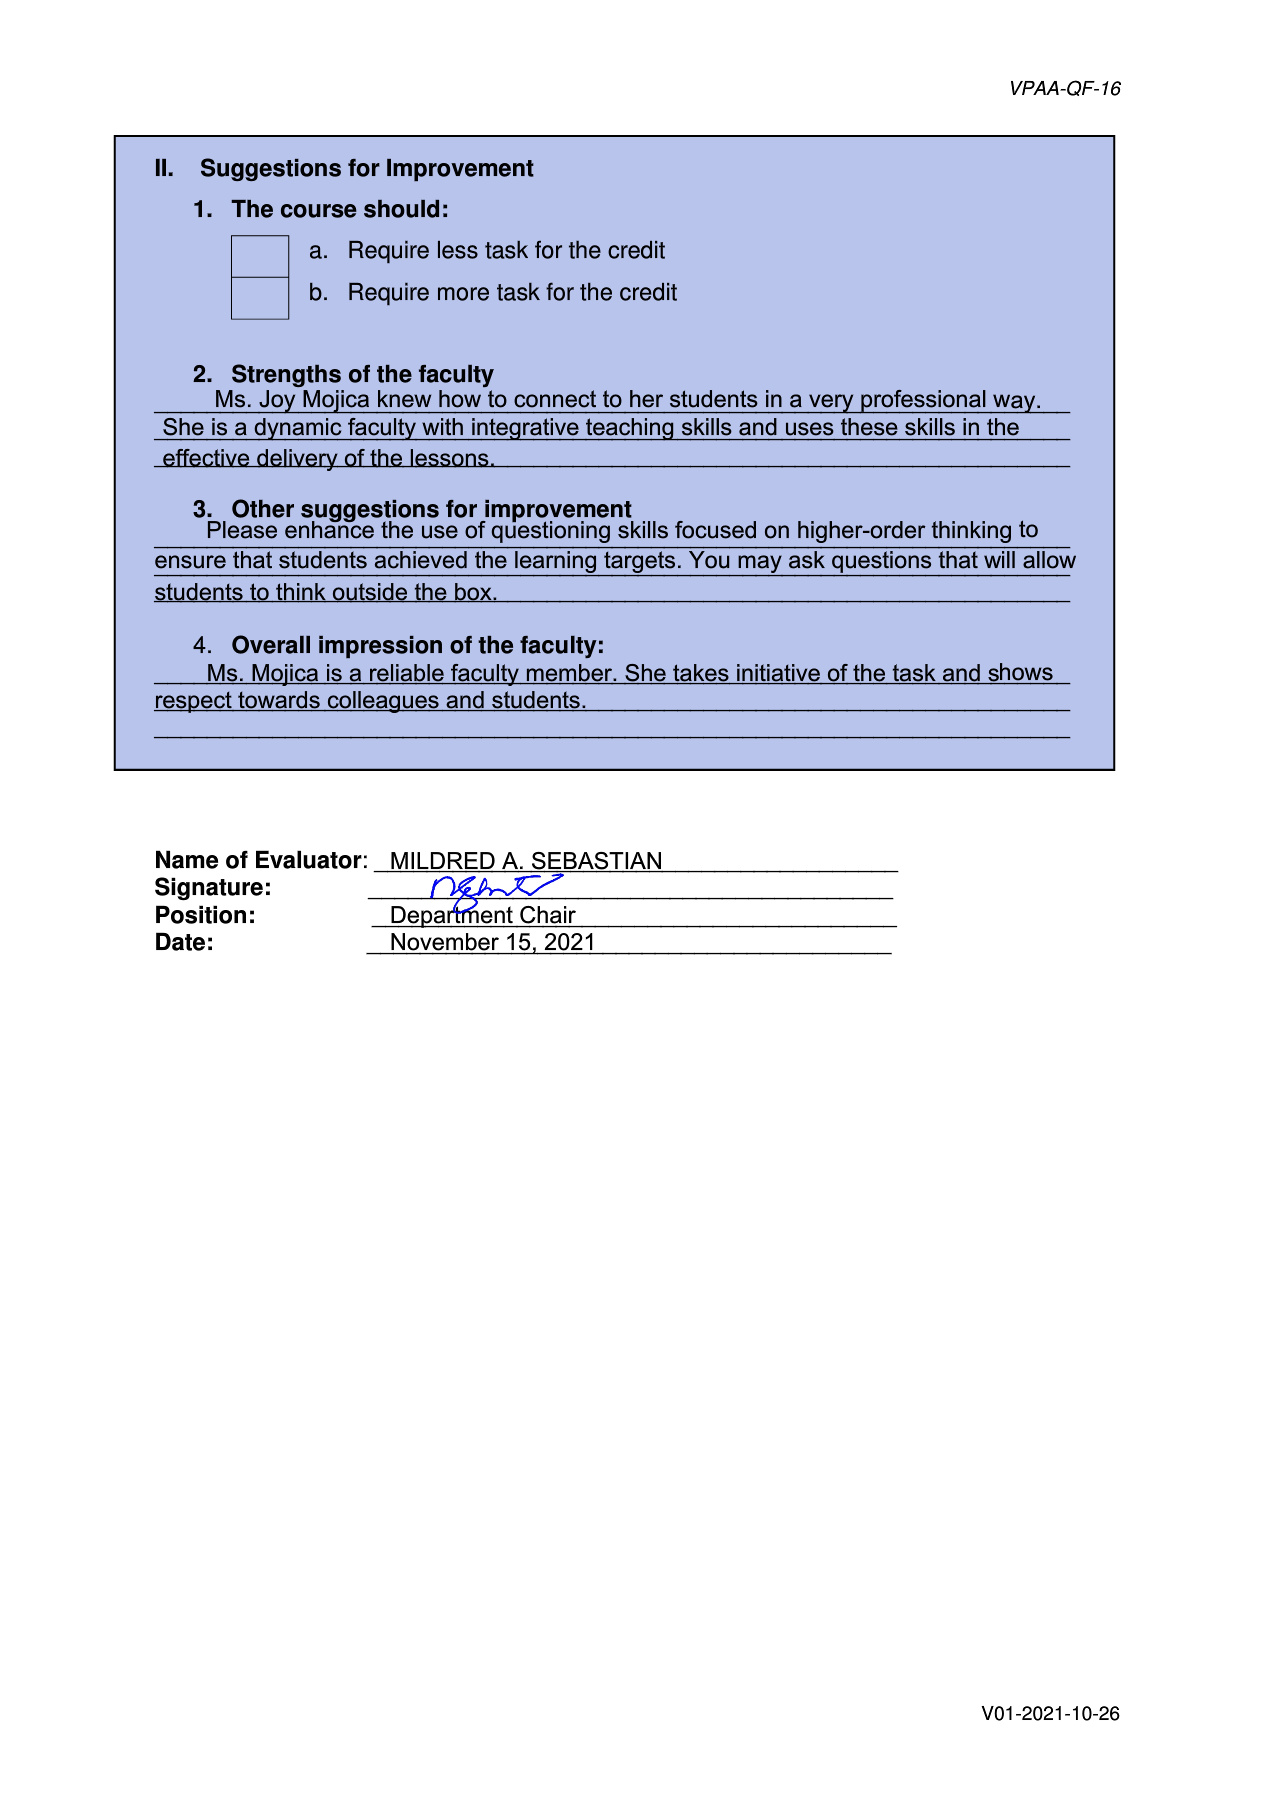 VPAA-QF-16
II. Suggestions for Improvement
1. The course should:
a. Require less task for the credit
b. Require more task for the credit
2. Strengths of the faculty
Ms. Joy Mojica knew how to connect to her students in a very professional way.
She is a dynamic faculty with integrative teaching skills and uses these skills in the
effective delivery of the lessons.
3. Other suggestions for improvement
Please enhance the use of questioning skills focused on higher-order thinking to
ensure that students achieved the learning targets. You may ask questions that will allow
students to think outside the box.
4. Overall impression of the faculty:
Ms. Mojica is a reliable faculty member. She takes initiative of the task and shows
respect towards colleagues and students.
Name of Evaluator: MILDRED A. SEBASTIAN
Signature:
Position: Department Chair
Date: November 15, 2021
V01-2021-10-26